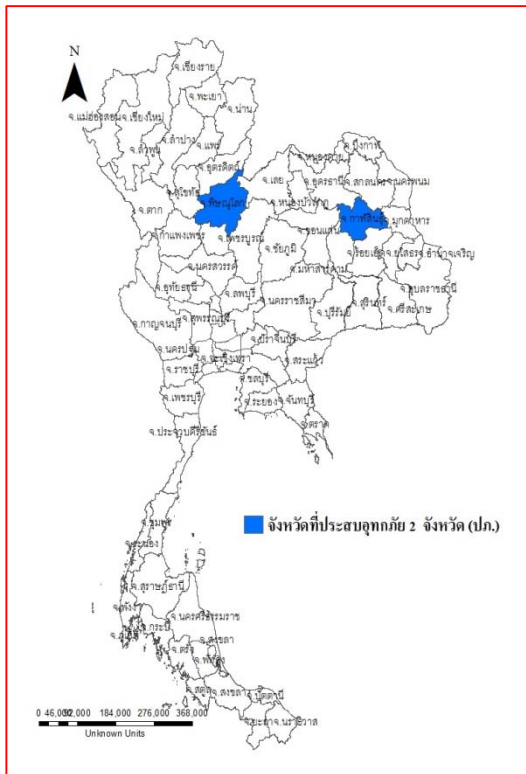 N
จ.เชียงราย
จ.พะเยา
จ.น่าน
จ.แม่ฮ่องสอน
จ.เชียงใหม่
จ.ลำปาง
จ.แพร่
จ.ลำพูน
จ.อุตรดิตถ์
จ.บึงกาฬ
จ.หนองคาย
จ.เลย
จ.อุดรธานี
จ.สกลนคร
จ.นครพนม
จ.สุโขทัย
จ.พิษณุโลก
จ.หนองบัวลำภู
จ.ตาก
จ.กาฬสินธุ์
จ.มุกดาหาร
จ.กำแพงเพชร
จ.เพชรบูรณ์
จ.ขอนแก่น
จ.ชัยภูมิ
จ.ร้อยเอ็ด
จ.ยโสธร
จ.อำนาจเจริญ
จ.นครสวรรค์
จ.มหาสารคาม
จ.อุทัยธานี
จ.ลพบุรี
จ.นครราชสีมา
จ.บุรีรัมย์
จ.สุรินทร์
จ.ศรีสะเกษ
จ.อุบลราชธานี
จ.สุพรรณบุรี
จ.กาญจนบุรี
จ.ปราจีนบุรี
จ.นครปฐม
จ.ฉะเชิงเทรา
จ.สระแก้ว
จ.ราชบุรี
จ.ชลบุรี
จ.เพชรบุรี
จ.ระยอง
จ.จันทบุรี
จ.ตราด
จ.ประจวบคีรีขันธ์
จ.ชุมพร
จังหวัดที่ประสบอุทกภัย 2 จังหวัด (ปภ.)
จ.ระนอง
จ.สุราษฎร์ธานี
จ.พังงา
จ.นครศรีธรรมราช
จ.กระบี่
จ.ภูเก็ต
จ.สงขลา
จ.ตรัง
จ.พัทลุง
จ.สตูล
จ.สงขลา
จ.ปัตตานี
จ.ยะลา
จ.นราธิวาส
0 46,000 92,000 184,000 276,000 368,000
Unknown Units